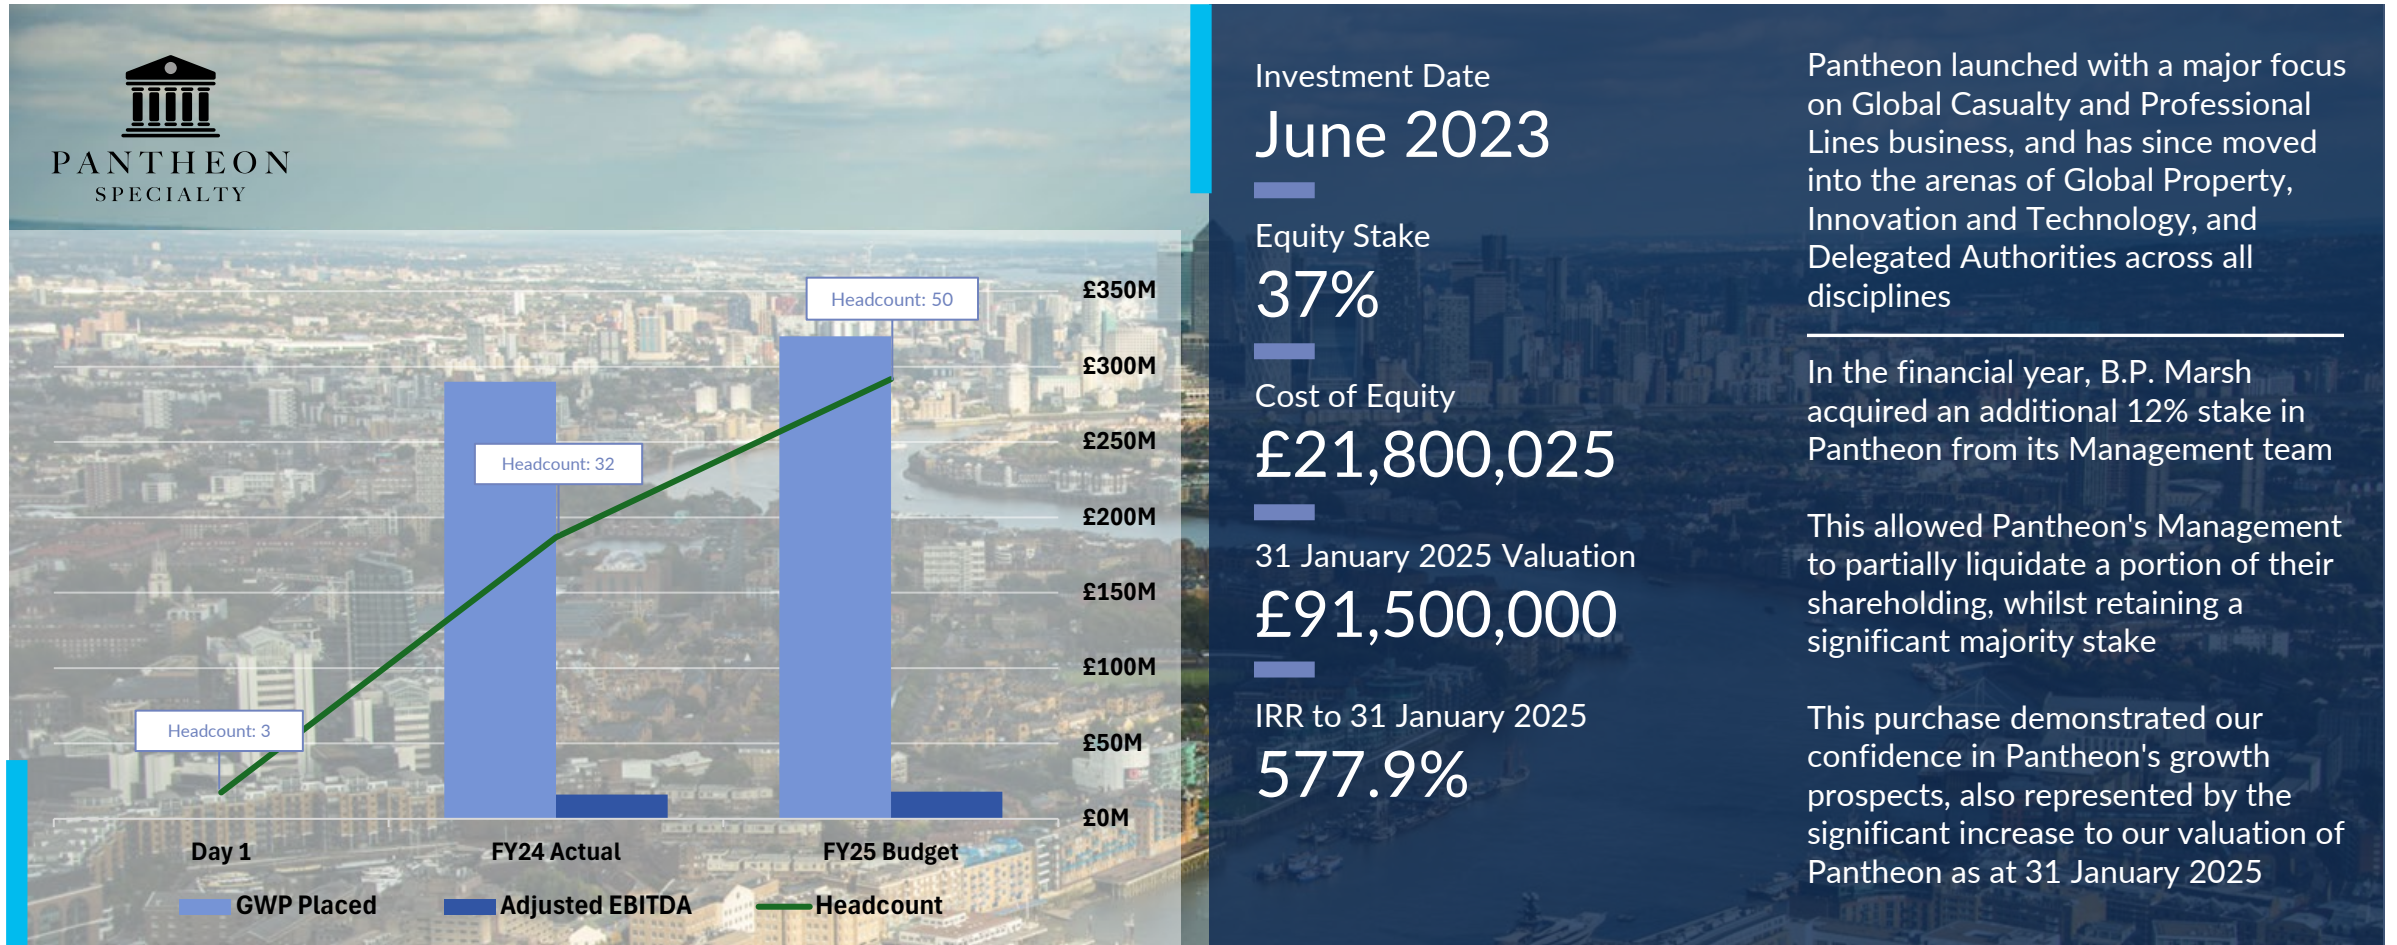 PANTHEON
SPECIALTY
Headcount: 50
Headcount: 32
Headcount: 3
£350M
£300M
£250M
£200M
£150M
£100M
£50M
£0M
Day 1
FY24 Actual
FY25 Budget
GWP Placed
Adjusted EBITDA
Headcount
Investment Date
June 2023
Equity Stake
37%
Cost of Equity
£21,800,025
31 January 2025 Valuation
£91,500,000
IRR to 31 January 2025
577.9%
Pantheon launched with a major focus
on Global Casualty and Professional
Lines business, and has since moved
into the arenas of Global Property,
Innovation and Technology, and
Delegated Authorities across all
disciplines
In the financial year, B.P. Marsh
acquired an additional 12% stake in
Pantheon from its Management team
This allowed Pantheon's Management
to partially liquidate a portion of their
shareholding, whilst retaining a
significant majority stake
This purchase demonstrated our
confidence in Pantheon's growth
prospects, also represented by the
significant increase to our valuation of
Pantheon as at 31 January 2025